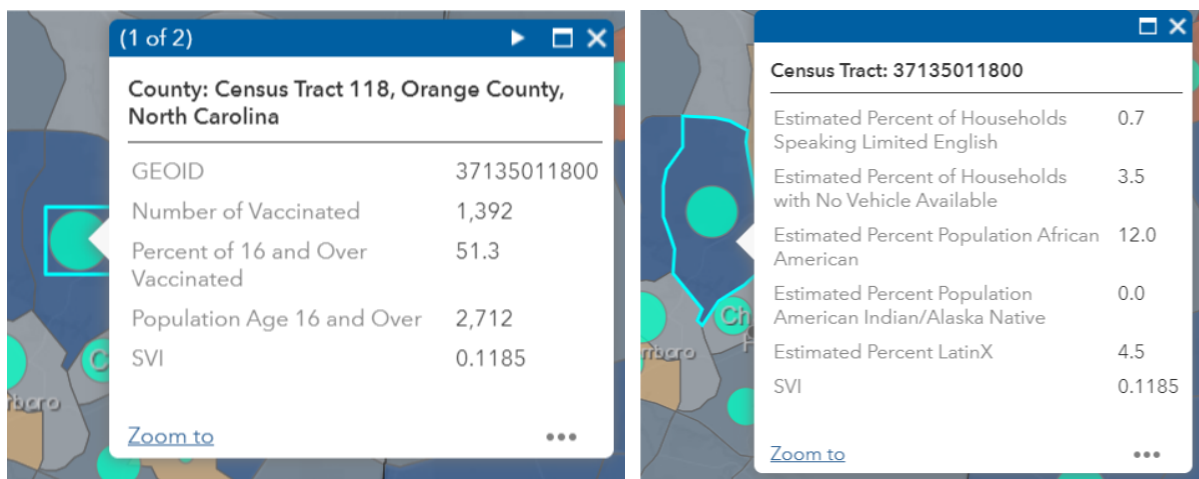 (1 of 2)
County: Census Tract 118, Orange County,
North Carolina
GEOID 37135011800
Number of Vaccinated 1,392
Percent of 16 and Over 51.3
Vaccinated
Population Age 16 and Over 2,712
SVI 0.1185
Zoom to
Census Tract: 37135011800
Estimated Percent of Households 0.7
Speaking Limited English
Estimated Percent of Households 3.5
with No Vehicle Available
Estimated Percent Population African 12.0
American
Estimated Percent Population 0.0
American Indian/Alaska Native
Estimated Percent LatinX 4.5
SVI 0.1185
Zoom to